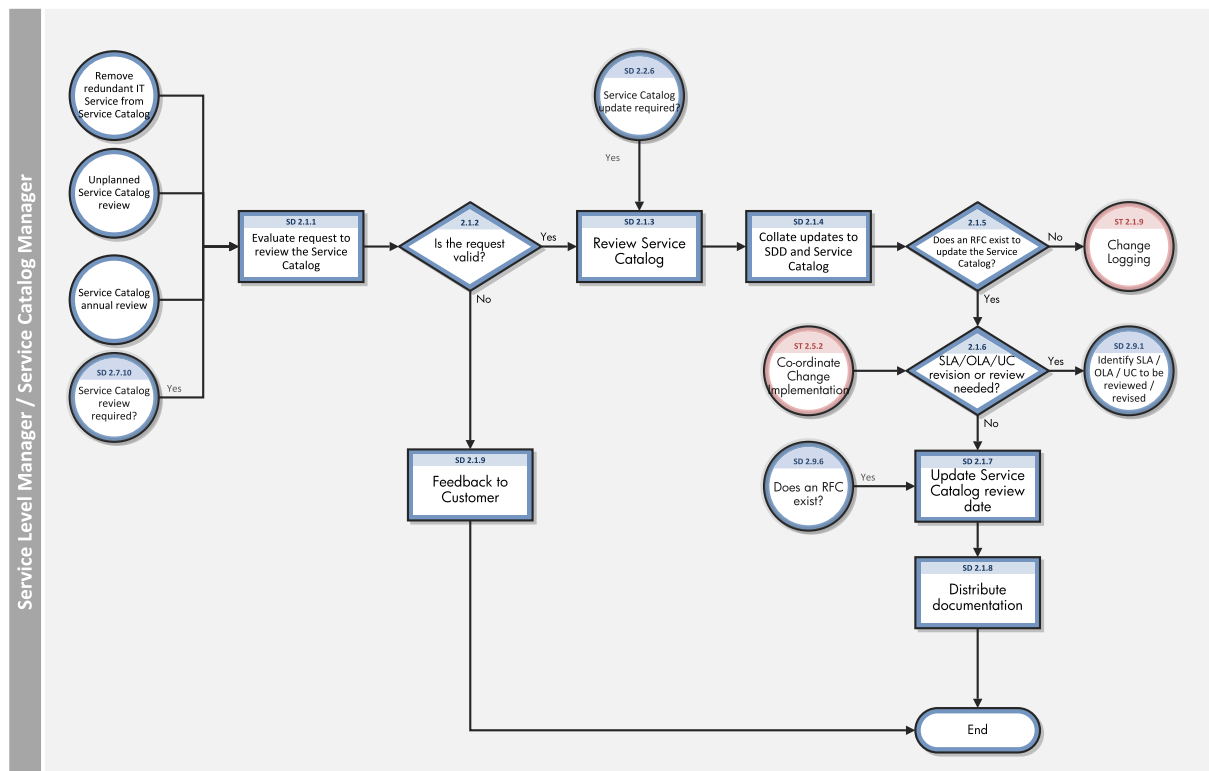 Service Level Manager / Service Catalog Manager
Remove
redundant IT
Service from
Service Catalog
Unplanned
Service Catalog
review
Service Catalog
annual review
SD 2.7.10
Service Catalog
review
required?
Yes
SD 2.1.1
Evaluate request to
review the Service
Catalog
2.1.2
Is the request
valid?
Yes
No
SD 2.1.9
Feedback to
Customer
SD 2.2.6
Service Catalog
update required?
Yes
SD 2.1.3
Review Service
Catalog
SD 2.1.4
Collate updates to
SDD and Service
Catalog
2.1.5
Does an RFC exist to
update the Service
Catalog?
No
Yes
ST 2.1.9
Change
Logging
ST 2.5.2
Co-ordinate
Change
Implementation
2.1.6
SLA/OLA/UC
revision or review
needed?
Yes
No
SD 2.9.1
Identify SLA /
OLA / UC to be
reviewed /
revised
SD 2.9.6
Does an RFC
exist?
Yes
SD 2.1.7
Update Service
Catalog review
date
SD 2.1.8
Distribute
documentation
End